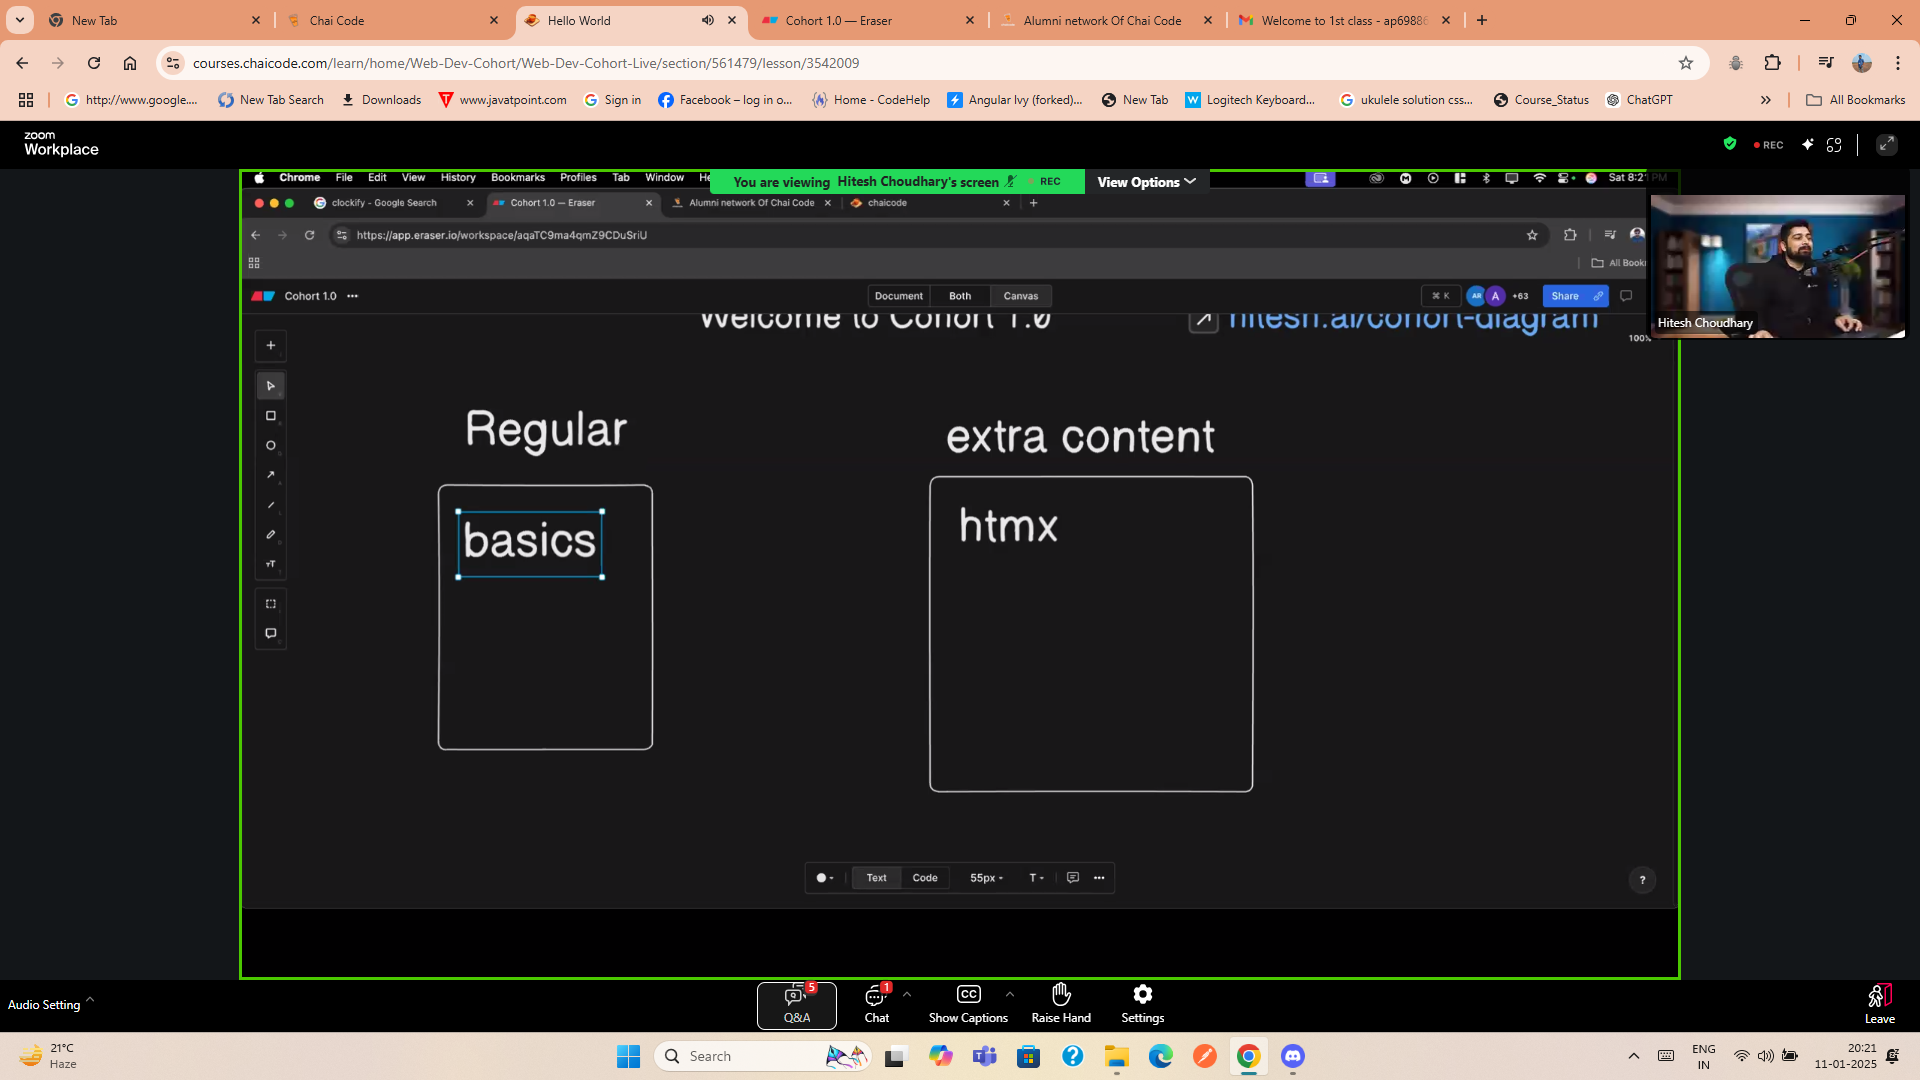 New Tab
Chai Code
Hello World
Cohort 1.0 — Eraser
Alumni network Of Chai Code
Welcome to 1st class - ap69886
courses.chaicode.com/learn/home/Web-Dev-Cohort/Web-Dev-Cohort-Live/section/561479/lesson/3542009
http://www.google.... New Tab Search Downloads www.javatpoint.com Sign in Facebook – log in o... Home - CodeHelp Angular Ivy (forked)... New Tab Logitech Keyboard... ukulele solution css... Course_Status ChatGPT All Bookmarks
zoom
Workplace
REC
Chrome File Edit View History Bookmarks Profiles Tab Window
You are viewing Hitesh Choudhary's screen REC
View Options
Sat 8:21 PM
clockify - Google Search
Cohort 1.0 — Eraser
Alumni network Of Chai Code
chaicode
https://app.eraser.io/workspace/aqaTC9ma4qmZ9CDuSriU
All Book
Cohort 1.0
Document Both Canvas
⌘ K
AR A +63
Share
Welcome to Cohort 1.0
hitesh.ai/cohort-diagram
100%
Hitesh Choudhary
Regular
extra content
basics
htmx
Text Code 55px T
?
Audio Setting
5
Q&A
1
Chat
CC
Show Captions
Raise Hand
Settings
Leave
21°C
Haze
Search
ENG
IN
20:21
11-01-2025